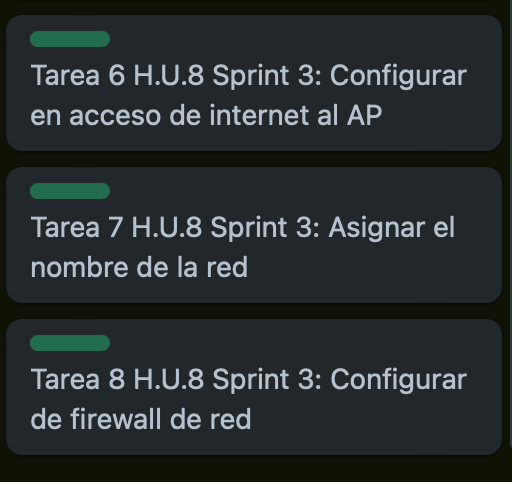 Tarea 6 H.U.8 Sprint 3: Configurar
en acceso de internet al AP
Tarea 7 H.U.8 Sprint 3: Asignar el
nombre de la red
Tarea 8 H.U.8 Sprint 3: Configurar
de firewall de red